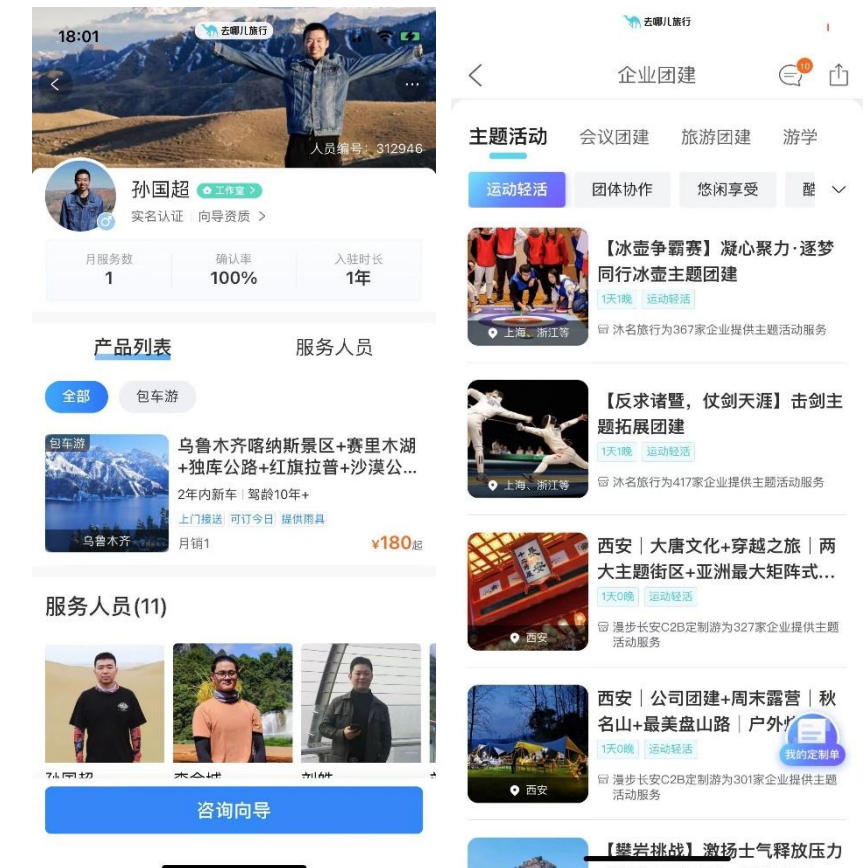 18:01
去哪儿旅行
人员编号：312946
孙国超
工作室 >
实名认证 | 向导资质 >
月服务数
1
确认率
100%
入驻时长
1年
产品列表
服务人员
全部
包车游
包车游
乌鲁木齐
乌鲁木齐喀纳斯景区+赛里木湖
+独库公路+红旗拉普+沙漠公...
2年内新车 | 驾龄10年+
上门接送 可订今日 提供雨具
月销1
¥180起
服务人员(11)
咨询向导
去哪儿旅行
企业团建
10
主题活动
会议团建
旅游团建
游学
运动轻活
团体协作
悠闲享受
上海、浙江等
【冰壶争霸赛】凝心聚力·逐梦
同行冰壶主题团建
1天1晚 运动轻活
沐名旅行为367家企业提供主题活动服务
上海、浙江等
【反求诸暨，仗剑天涯】击剑主
题拓展团建
1天1晚 运动轻活
沐名旅行为417家企业提供主题活动服务
长安
西安
西安｜大唐文化+穿越之旅｜两
大主题街区+亚洲最大矩阵式...
1天0晚 运动轻活
漫步长安C2B定制游为327家企业提供主题
活动服务
西安
西安｜公司团建+周末露营｜秋
名山+最美盘山路｜户外
1天0晚 运动轻活
漫步长安C2B定制游为301家企业提供主题
活动服务
我的定制单
【攀岩挑战】激扬士气释放压力